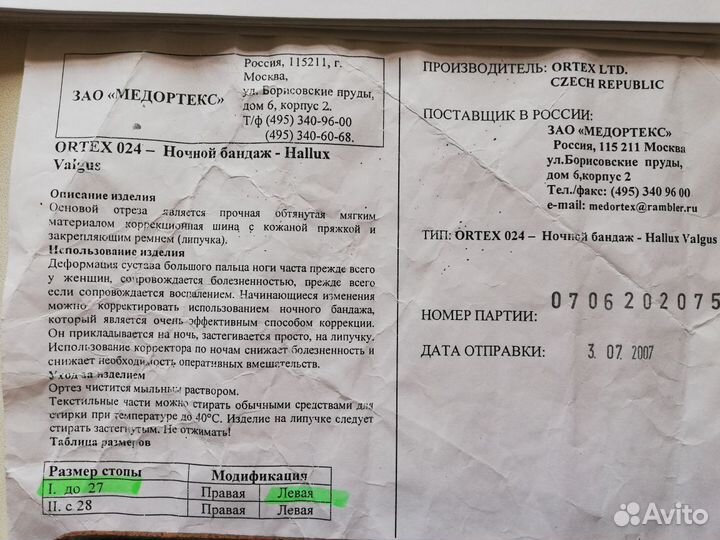 ЗАО «МЕДОРТЕКС»
Россия, 115211, г.
Москва,
ул. Борисовские пруды,
дом 6, корпус 2.
Т/ф (495) 340-96-00
(495) 340-60-68.
ORTEX 024 – Ночной бандаж - Hallux
Valgus
Описание изделия
Основой отреза является прочная обтянутая мягким
материалом коррекционная шина с кожаной пряжкой и
закрепляющим ремнем (липучка).
Использование изделия
Деформация сустава большого пальца ноги часта прежде всего
у женщин, сопровождается болезненностью, прежде всего
если сопровождается воспалением. Начинающиеся изменения
можно корректировать использованием ночного бандажа,
который является очень эффективным способом коррекции.
Он прикладывается на ночь, застегивается просто, на липучку.
Использование корректора по ночам снижает болезненность и
снижает необходимость оперативных вмешательств.
Уход за изделием
Ортез чистится мыльным раствором.
Текстильные части можно стирать обычными средствами для
стирки при температуре до 40°C. Изделие на липучке следует
стирать застегнутым. Не отжимать!
Таблица размеров
Размер стопы Модификация
I. до 27 Правая Левая
II. с 28 Правая Левая
ПРОИЗВОДИТЕЛЬ: ORTEX LTD.
CZECH REPUBLIC
ПОСТАВЩИК В РОССИИ:
ЗАО «МЕДОРТЕКС»
Россия, 115 211 Москва
ул.Борисовские пруды,
дом 6,корпус 2
Тел./факс: (495) 340 96 00
e-mail: medortex@rambler.ru
ТИП: ORTEX 024 – Ночной бандаж - Hallux Valgus
НОМЕР ПАРТИИ: 0706202075
ДАТА ОТПРАВКИ: 3. 07. 2007
Avito